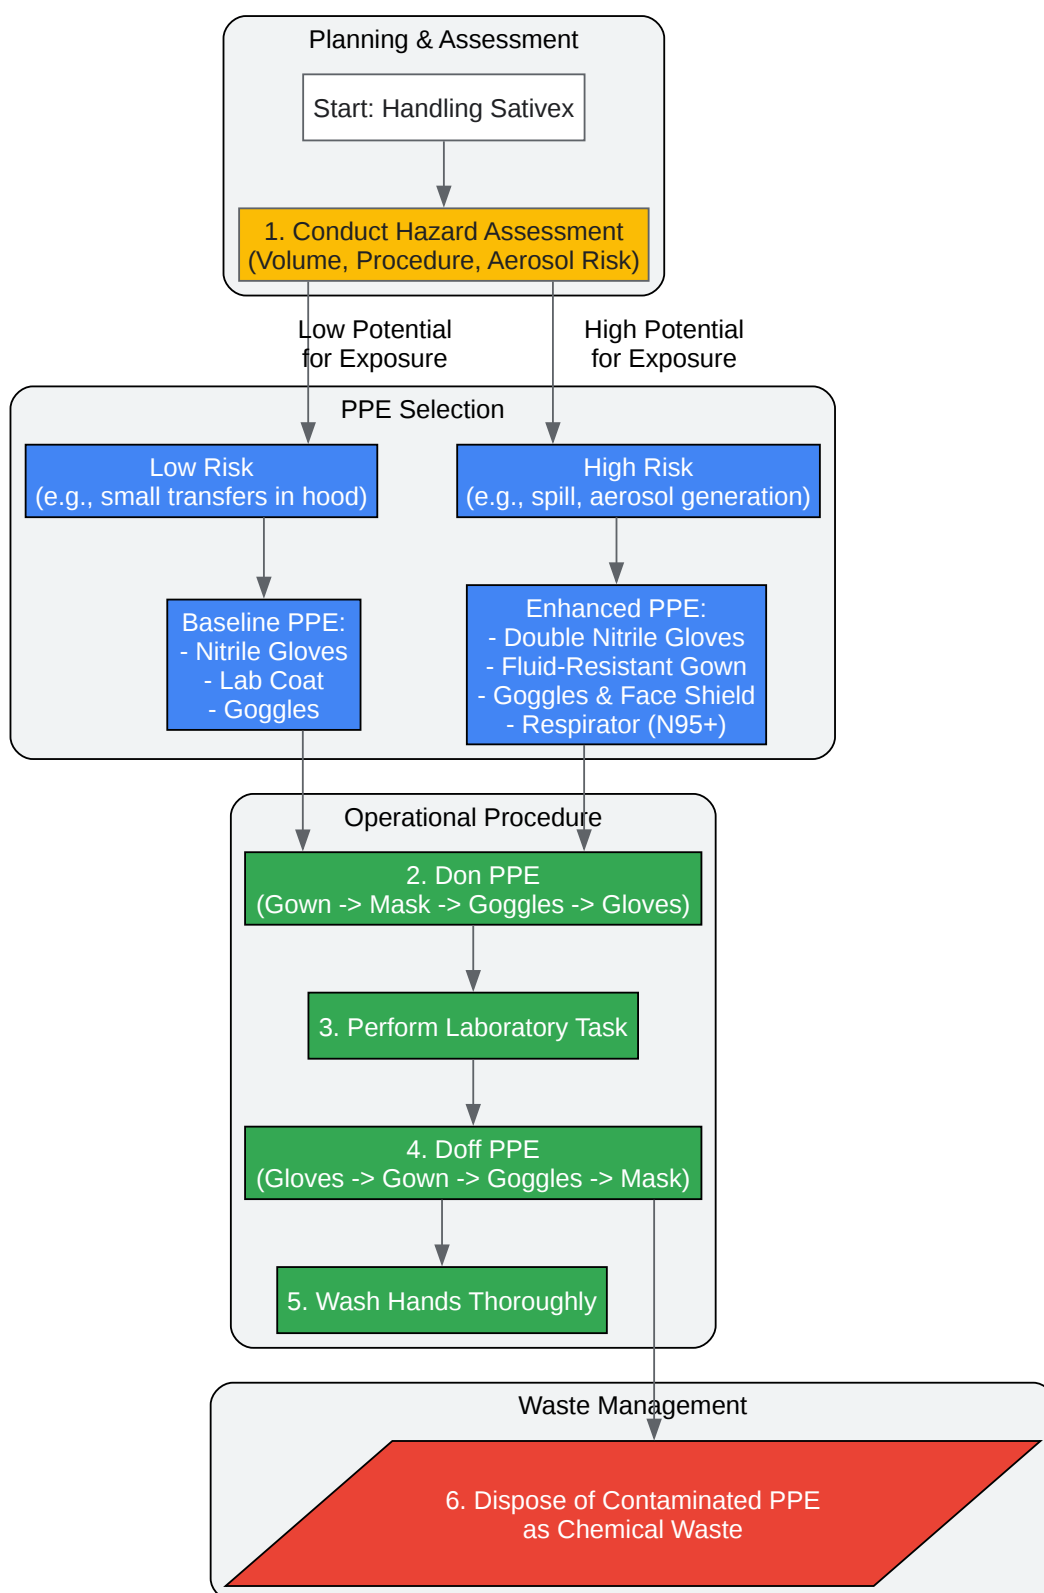 Planning & Assessment
Start: Handling Sativex
1. Conduct Hazard Assessment
(Volume, Procedure, Aerosol Risk)
Low Potential
for Exposure
High Potential
for Exposure
PPE Selection
Low Risk
(e.g., small transfers in hood)
High Risk
(e.g., spill, aerosol generation)
Baseline PPE:
- Nitrile Gloves
- Lab Coat
- Goggles
Enhanced PPE:
- Double Nitrile Gloves
- Fluid-Resistant Gown
- Goggles & Face Shield
- Respirator (N95+)
Operational Procedure
2. Don PPE
(Gown -> Mask -> Goggles -> Gloves)
3. Perform Laboratory Task
4. Doff PPE
(Gloves -> Gown -> Goggles -> Mask)
5. Wash Hands Thoroughly
Waste Management
6. Dispose of Contaminated PPE
as Chemical Waste